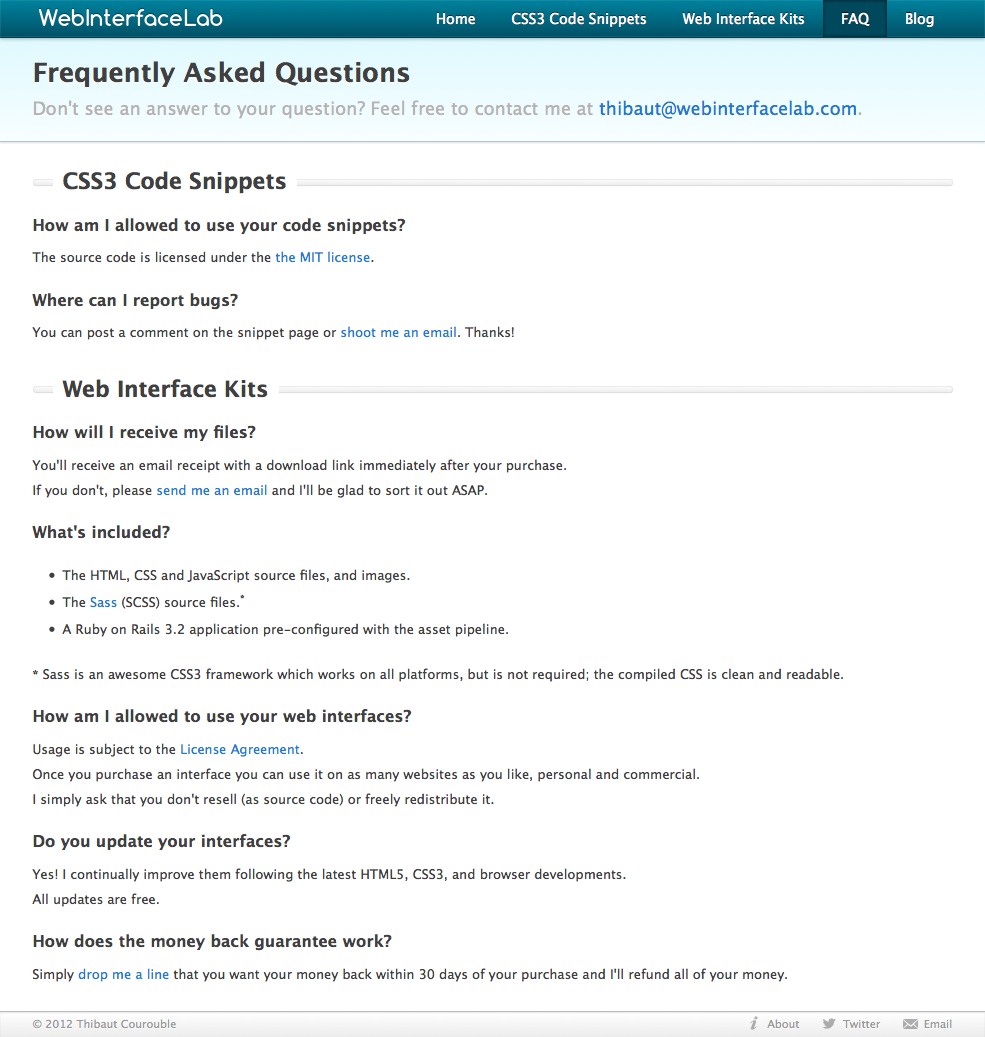 WebInterfaceLab Home CSS3 Code Snippets Web Interface Kits FAQ Blog
Frequently Asked Questions
Don't see an answer to your question? Feel free to contact me at thibaut@webinterfacelab.com.
CSS3 Code Snippets
How am I allowed to use your code snippets?
The source code is licensed under the the MIT license.
Where can I report bugs?
You can post a comment on the snippet page or shoot me an email. Thanks!
Web Interface Kits
How will I receive my files?
You'll receive an email receipt with a download link immediately after your purchase.
If you don't, please send me an email and I'll be glad to sort it out ASAP.
What's included?
• The HTML, CSS and JavaScript source files, and images.
• The Sass (SCSS) source files.*
• A Ruby on Rails 3.2 application pre-configured with the asset pipeline.
* Sass is an awesome CSS3 framework which works on all platforms, but is not required; the compiled CSS is clean and readable.
How am I allowed to use your web interfaces?
Usage is subject to the License Agreement.
Once you purchase an interface you can use it on as many websites as you like, personal and commercial.
I simply ask that you don't resell (as source code) or freely redistribute it.
Do you update your interfaces?
Yes! I continually improve them following the latest HTML5, CSS3, and browser developments.
All updates are free.
How does the money back guarantee work?
Simply drop me a line that you want your money back within 30 days of your purchase and I'll refund all of your money.
© 2012 Thibaut Courouble About Twitter Email